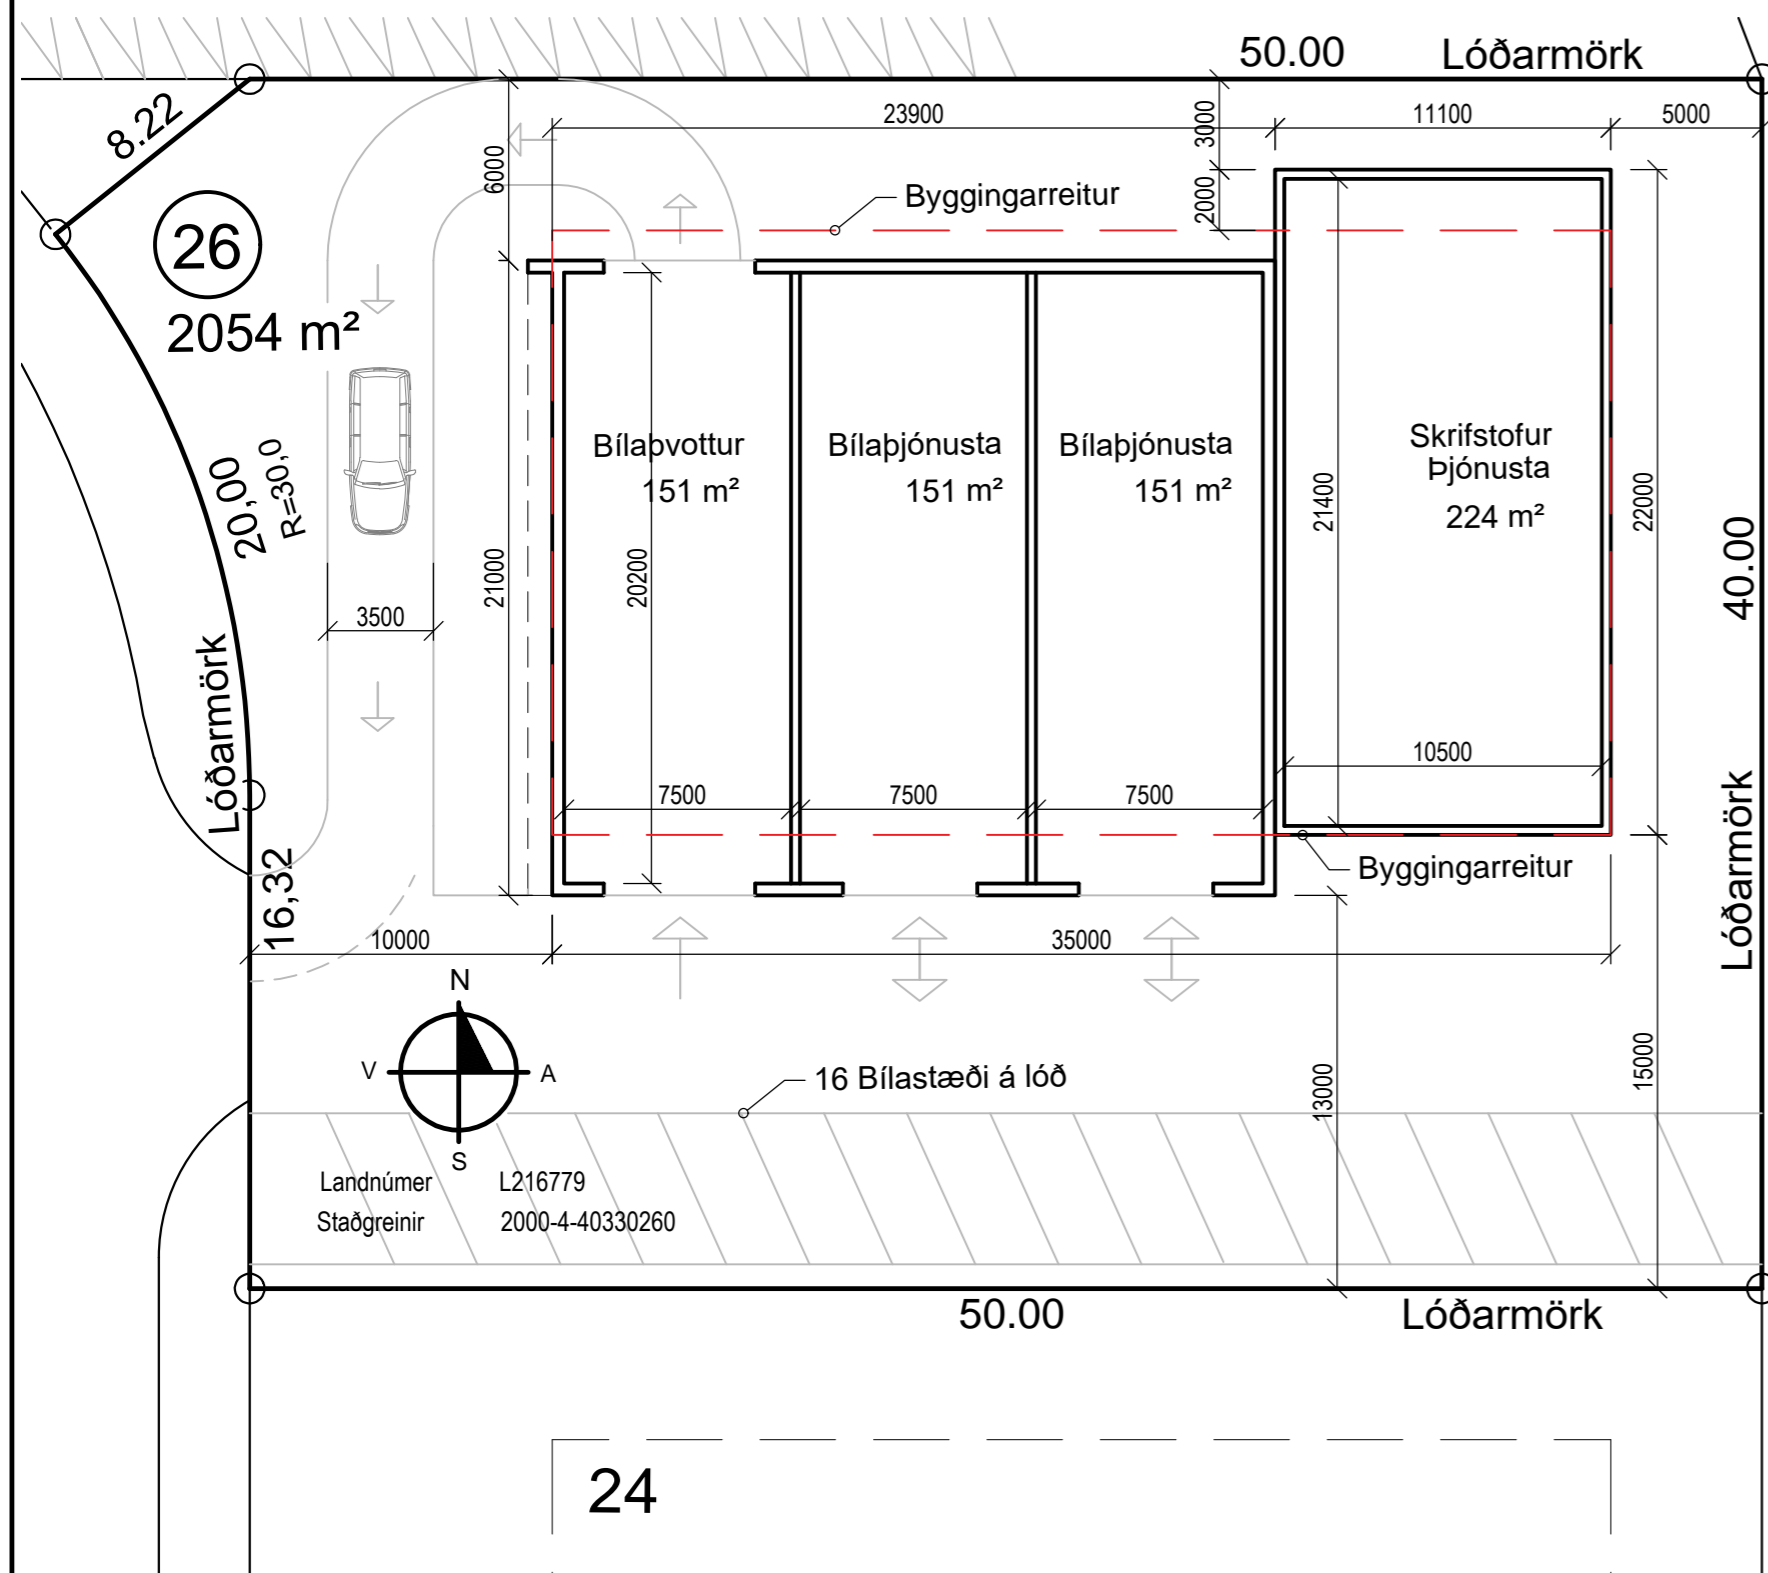 50.00 Lóðarmörk
8.22
23900
11100
5000
3000
6000
2000
Byggingarreitur
26
2054 m²
Bílaþvottur
151 m²
Bílaþjónusta
151 m²
Bílaþjónusta
151 m²
Skrifstofur
Þjónusta
224 m²
20,00
R=30,0
21400
22000
40.00
21000
20200
3500
Lóðarmörk
10500
7500
7500
7500
Lóðarmörk
Byggingarreitur
16,32
10000
35000
N
V
A
S
16 Bílastæði á lóð
13000
15000
Landnúmer L216779
Staðgreinir 2000-4-40330260
50.00 Lóðarmörk
24